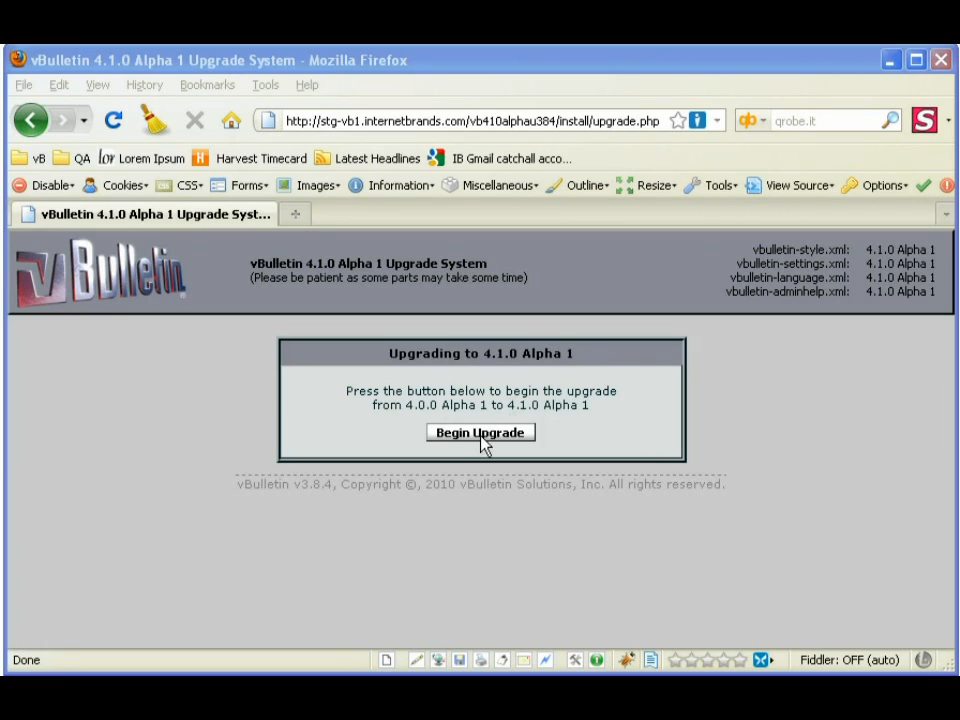 vBulletin 4.1.0 Alpha 1 Upgrade System - Mozilla Firefox
File Edit View History Bookmarks Tools Help
http://stg-vb1.internetbrands.com/vb410alphau384/install/upgrade.php qrobe.it S
vB QA lor Lorem Ipsum H Harvest Timecard Latest Headlines IB Gmail catchall acco...
Disable Cookies CSS Forms Images Information Miscellaneous Outline Resize Tools View Source Options
vBulletin 4.1.0 Alpha 1 Upgrade Syst...
vBulletin
vBulletin 4.1.0 Alpha 1 Upgrade System
(Please be patient as some parts may take some time)
vbulletin-style.xml: 4.1.0 Alpha 1
vbulletin-settings.xml: 4.1.0 Alpha 1
vbulletin-language.xml: 4.1.0 Alpha 1
vbulletin-adminhelp.xml: 4.1.0 Alpha 1
Upgrading to 4.1.0 Alpha 1
Press the button below to begin the upgrade
from 4.0.0 Alpha 1 to 4.1.0 Alpha 1
Begin Upgrade
vBulletin v3.8.4, Copyright ©, 2010 vBulletin Solutions, Inc. All rights reserved.
Done Fiddler: OFF (auto)